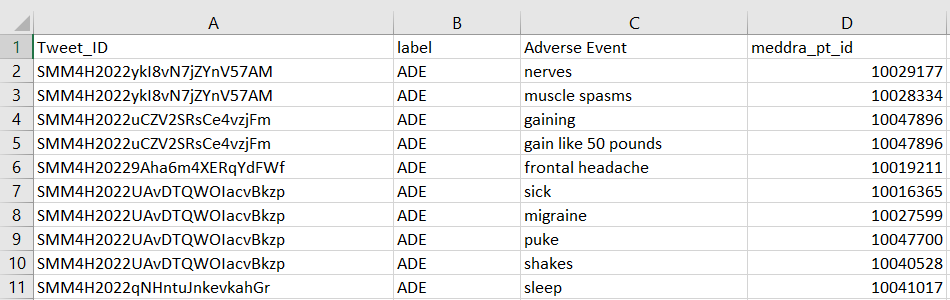 A B C D
1 Tweet_ID label Adverse Event meddra_pt_id
2 SMM4H2022ykI8vN7jZYnV57AM ADE nerves 10029177
3 SMM4H2022ykI8vN7jZYnV57AM ADE muscle spasms 10028334
4 SMM4H2022uCZV2SRsCe4vzjFm ADE gaining 10047896
5 SMM4H2022uCZV2SRsCe4vzjFm ADE gain like 50 pounds 10047896
6 SMM4H20229Aha6m4XERqYdFWf ADE frontal headache 10019211
7 SMM4H2022UAvDTQWOIacvBkzp ADE sick 10016365
8 SMM4H2022UAvDTQWOIacvBkzp ADE migraine 10027599
9 SMM4H2022UAvDTQWOIacvBkzp ADE puke 10047700
10 SMM4H2022UAvDTQWOIacvBkzp ADE shakes 10040528
11 SMM4H2022qNHntuJnkevkahGr ADE sleep 10041017